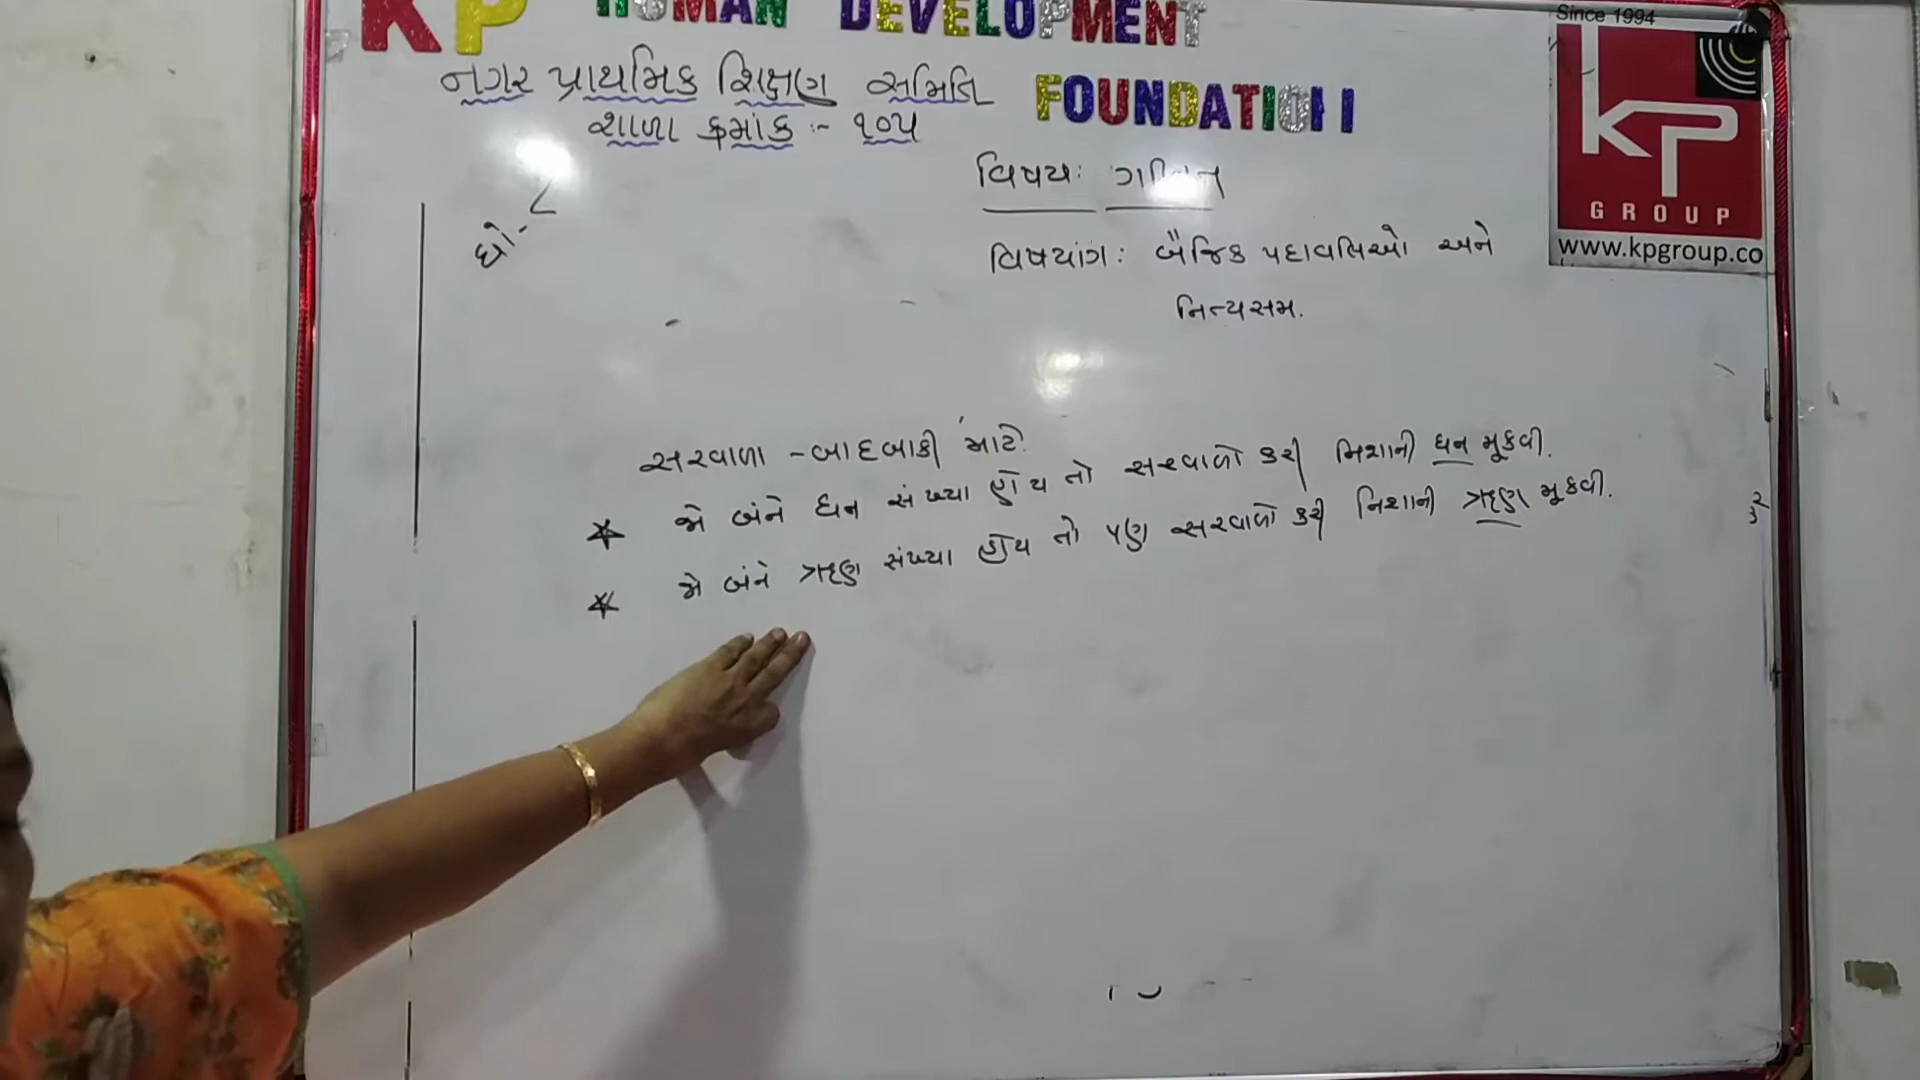 KP HUMAN DEVELOPMENT
FOUNDATION
Since 1994
KP
GROUP
www.kpgroup.co
નગર પ્રાથમિક શિક્ષણ સમિતિ
શાળા ક્રમાંક :- ૧૦૫
ધો- ૮
વિષય: ગણિત
વિષયાંગ: બૈજિક પદાવલિઓ અને
નિત્યસમ.
સરવાળા - બાદબાકી માટે
★ જો બંને ધન સંખ્યા હોય તો સરવાળો કરી નિશાની ધન મૂકવી.
★ જો બંને ઋણ સંખ્યા હોય તો પણ સરવાળો કરી નિશાની ઋણ મૂકવી.